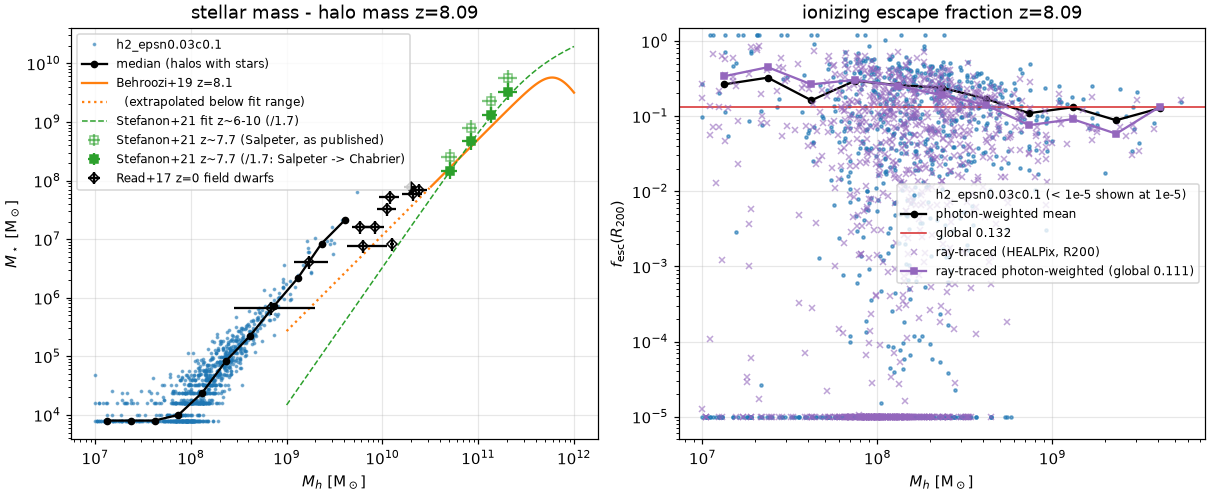 stellar mass - halo mass z=8.09
10¹⁰
10⁹
10⁸
10⁷
10⁶
10⁵
10⁴
M⋆ [M⊙]
h2_epsn0.03c0.1
median (halos with stars)
Behroozi+19 z=8.1
(extrapolated below fit range)
Stefanon+21 fit z~6-10 (/1.7)
Stefanon+21 z~7.7 (Salpeter, as published)
Stefanon+21 z~7.7 (/1.7: Salpeter -> Chabrier)
Read+17 z=0 field dwarfs
10⁷ 10⁸ 10⁹ 10¹⁰ 10¹¹ 10¹²
Mh [M⊙]
ionizing escape fraction z=8.09
10⁰
10⁻¹
10⁻²
10⁻³
10⁻⁴
10⁻⁵
fesc(R200)
h2_epsn0.03c0.1 (< 1e-5 shown at 1e-5)
photon-weighted mean
global 0.132
ray-traced (HEALPix, R200)
ray-traced photon-weighted (global 0.111)
10⁷ 10⁸ 10⁹
Mh [M⊙]